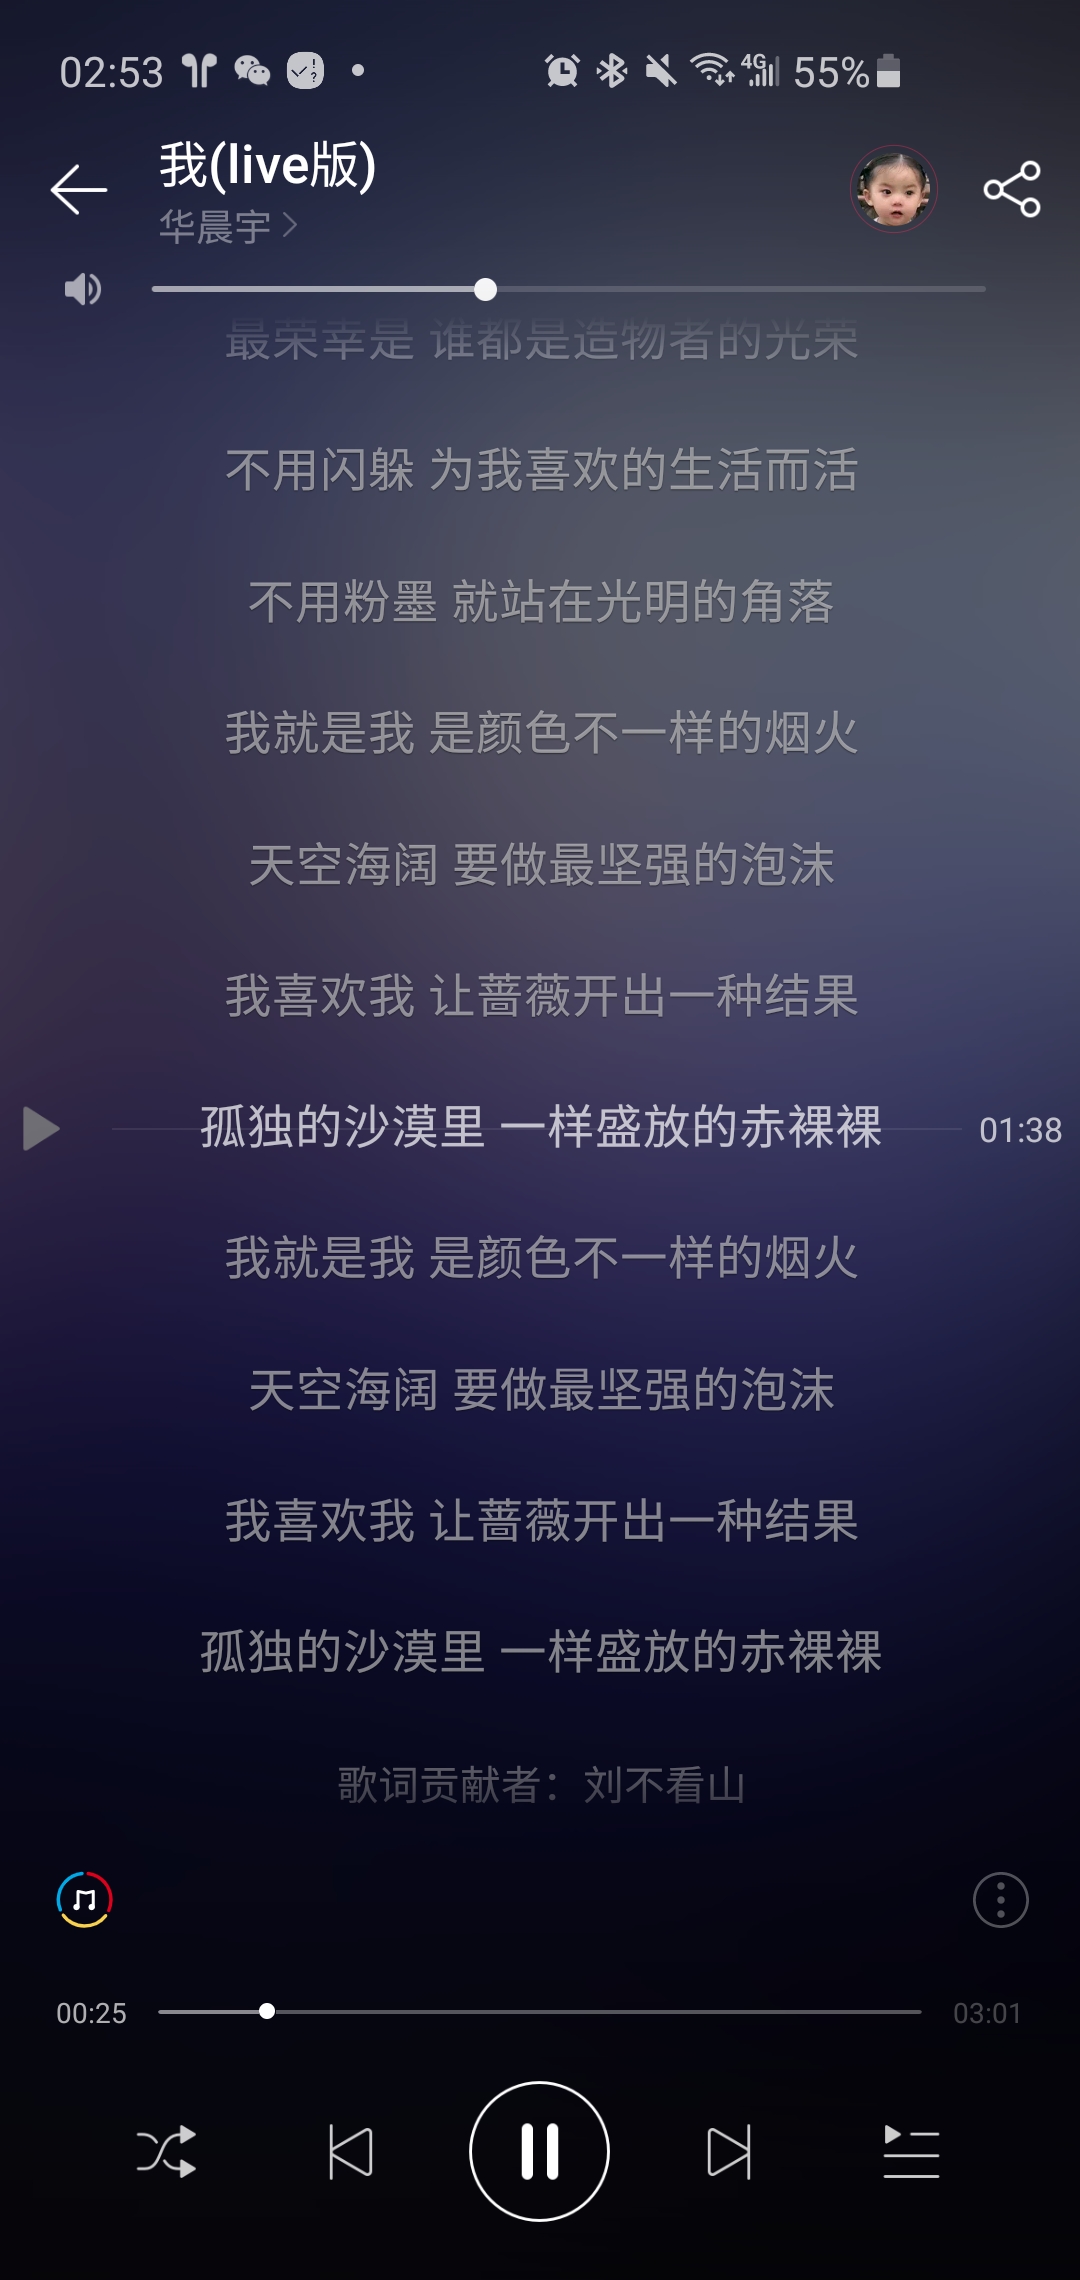 02:53
4G
55%
我(live版)
华晨宇
最荣幸是 谁都是造物者的光荣
不用闪躲 为我喜欢的生活而活
不用粉墨 就站在光明的角落
我就是我 是颜色不一样的烟火
天空海阔 要做最坚强的泡沫
我喜欢我 让蔷薇开出一种结果
孤独的沙漠里 一样盛放的赤裸裸
01:38
我就是我 是颜色不一样的烟火
天空海阔 要做最坚强的泡沫
我喜欢我 让蔷薇开出一种结果
孤独的沙漠里 一样盛放的赤裸裸
歌词贡献者：刘不看山
00:25
03:01